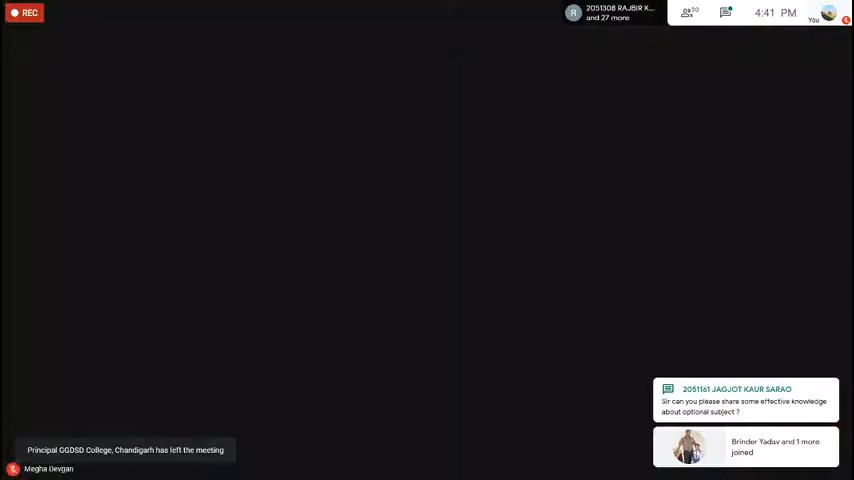 REC
R
2051308 RAJBIR K...
and 27 more
30
4:41 PM
You
2051161 JAGJOT KAUR SARAO
Sir can you please share some effective knowledge
about optional subject ?
Brinder Yadav and 1 more
joined
Principal GGDSD College, Chandigarh has left the meeting
Megha Devgan